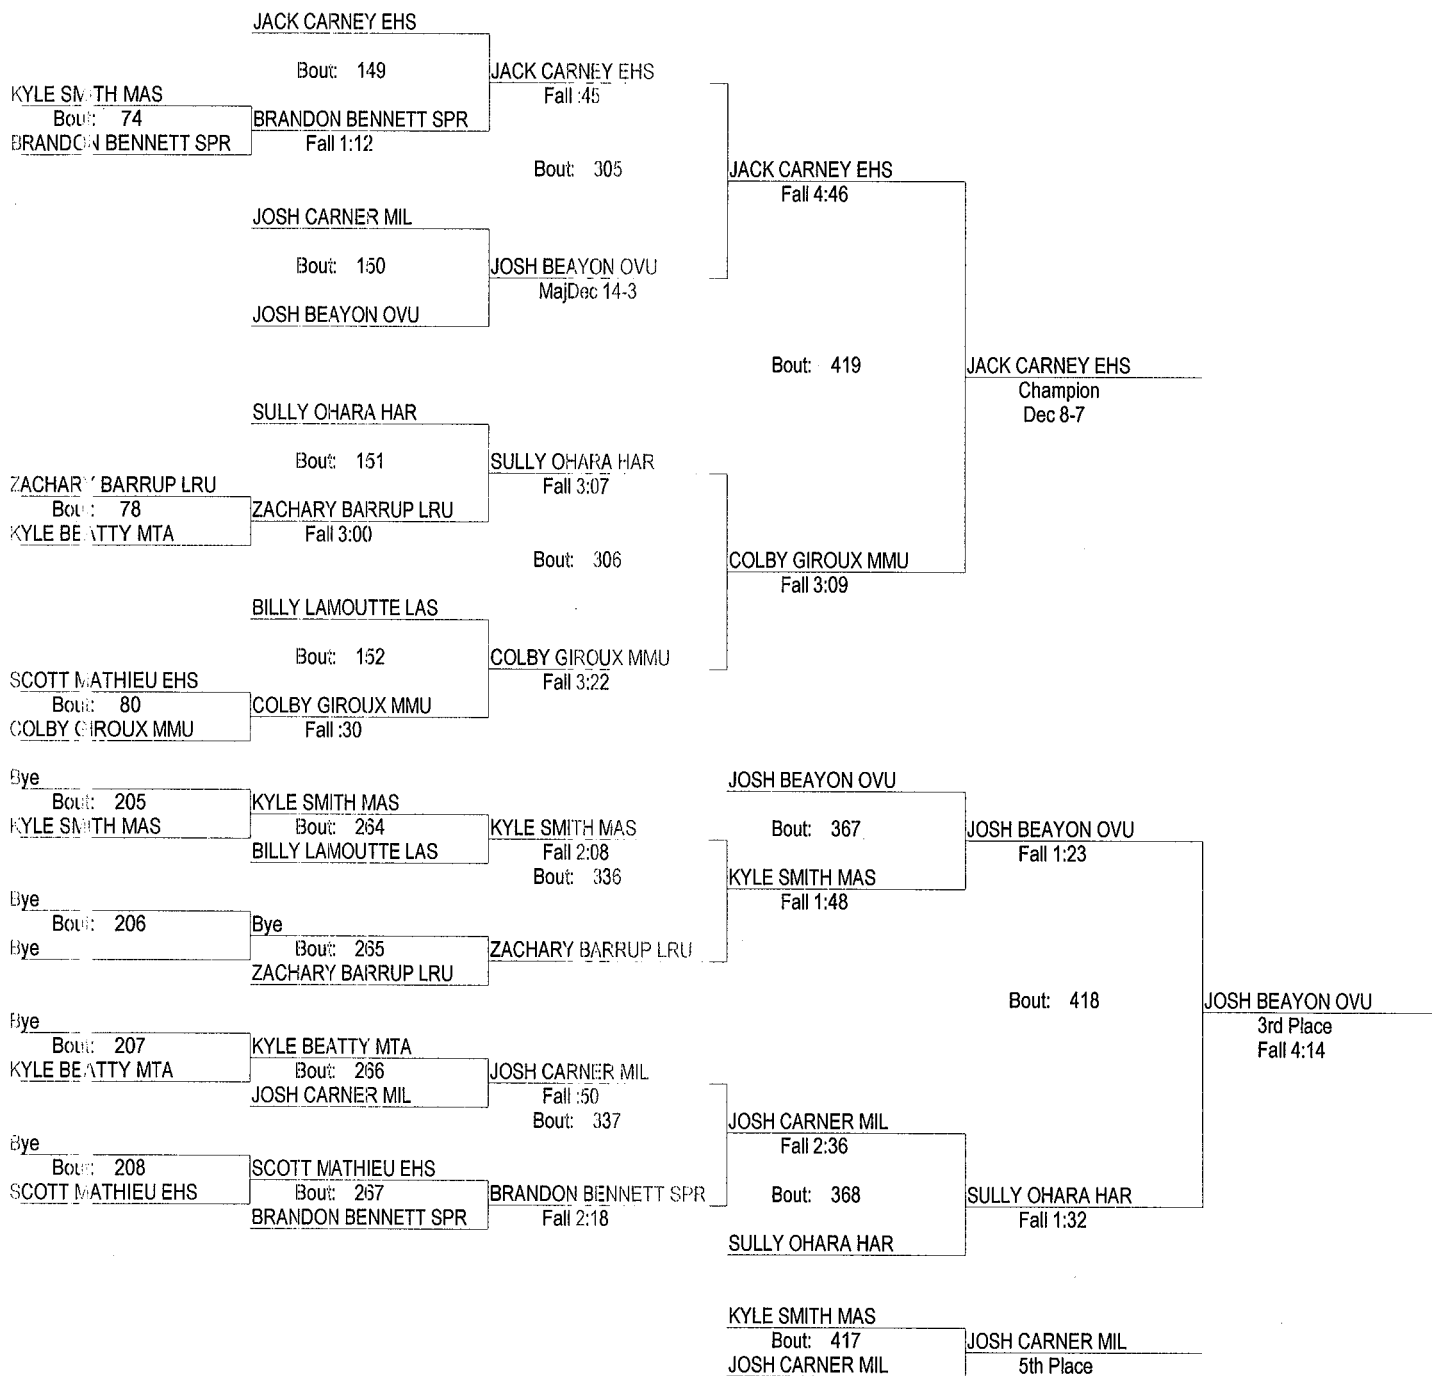 JACK CARNEY EHS
Bout: 149
JACK CARNEY EHS
Fall :45
KYLE SMITH MAS
Bout: 74
BRANDON BENNETT SPR
BRANDON BENNETT SPR
Fall 1:12
Bout: 305
JACK CARNEY EHS
Fall 4:46
JOSH CARNER MIL
Bout: 150
JOSH BEAYON OVU
MajDec 14-3
JOSH BEAYON OVU
Bout: 419
JACK CARNEY EHS
Champion
Dec 8-7
SULLY OHARA HAR
Bout: 151
SULLY OHARA HAR
Fall 3:07
ZACHARY BARRUP LRU
Bout: 78
KYLE BEATTY MTA
ZACHARY BARRUP LRU
Fall 3:00
Bout: 306
COLBY GIROUX MMU
Fall 3:09
BILLY LAMOUTTE LAS
Bout: 152
COLBY GIROUX MMU
Fall 3:22
SCOTT MATHIEU EHS
Bout: 80
COLBY GIROUX MMU
COLBY GIROUX MMU
Fall :30
Bye
Bout: 205
KYLE SMITH MAS
KYLE SMITH MAS
Bout: 264
BILLY LAMOUTTE LAS
KYLE SMITH MAS
Fall 2:08
Bout: 336
JOSH BEAYON OVU
Bout: 367
KYLE SMITH MAS
Fall 1:48
JOSH BEAYON OVU
Fall 1:23
Bye
Bout: 206
Bye
Bye
Bout: 265
ZACHARY BARRUP LRU
ZACHARY BARRUP LRU
Bout: 418
JOSH BEAYON OVU
3rd Place
Fall 4:14
Bye
Bout: 207
KYLE BEATTY MTA
KYLE BEATTY MTA
Bout: 266
JOSH CARNER MIL
JOSH CARNER MIL
Fall :50
Bout: 337
JOSH CARNER MIL
Fall 2:36
Bout: 368
SULLY OHARA HAR
SULLY OHARA HAR
Fall 1:32
Bye
Bout: 208
SCOTT MATHIEU EHS
SCOTT MATHIEU EHS
Bout: 267
BRANDON BENNETT SPR
BRANDON BENNETT SPR
Fall 2:18
KYLE SMITH MAS
Bout: 417
JOSH CARNER MIL
JOSH CARNER MIL
5th Place